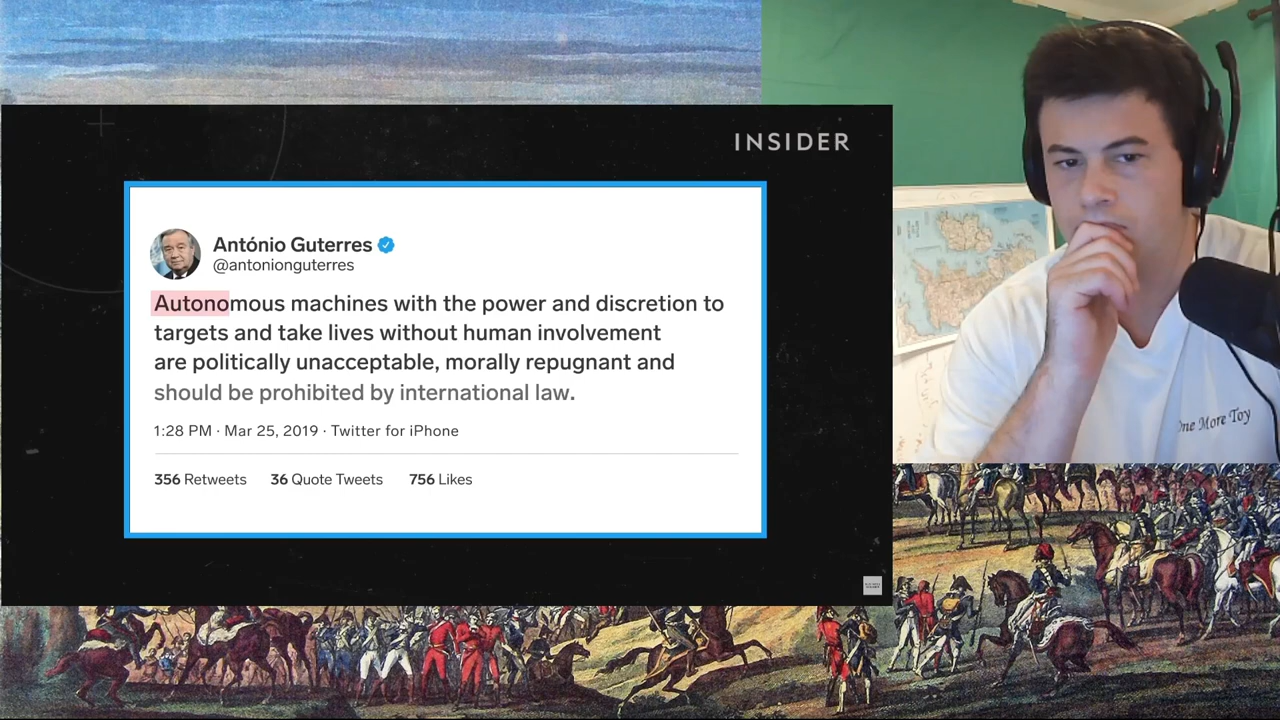 INSIDER
António Guterres
@antonioguterres
Autonomous machines with the power and discretion to
targets and take lives without human involvement
are politically unacceptable, morally repugnant and
should be prohibited by international law.
1:28 PM · Mar 25, 2019 · Twitter for iPhone
356 Retweets 36 Quote Tweets 756 Likes
One More Toy